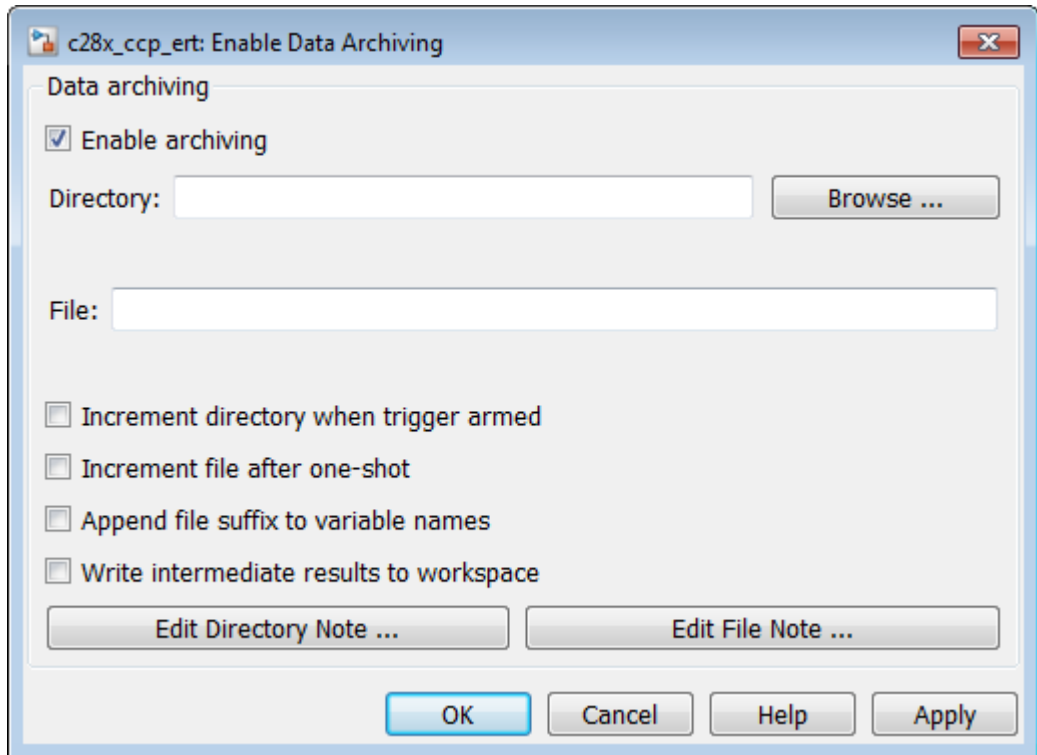 c28x_ccp_ert: Enable Data Archiving
Data archiving
Enable archiving
Directory: Browse ...
File:
Increment directory when trigger armed
Increment file after one-shot
Append file suffix to variable names
Write intermediate results to workspace
Edit Directory Note ... Edit File Note ...
OK Cancel Help Apply